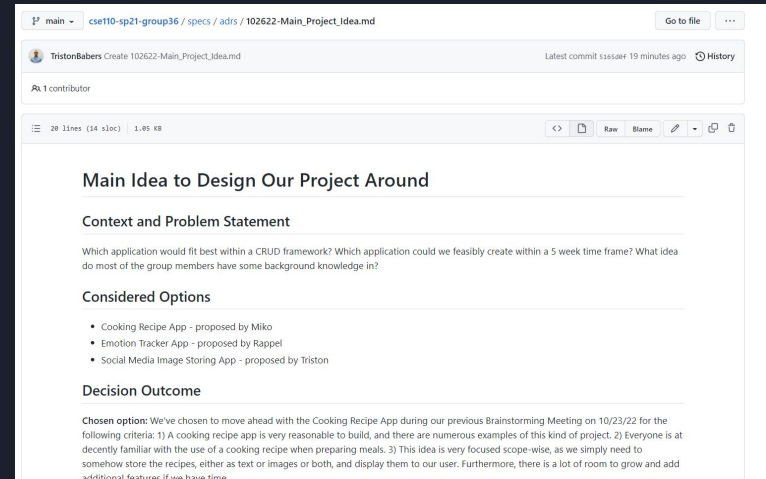 main cse110-sp21-group36 / specs / adrs / 102622-Main_Project_Idea.md Go to file ...
TristonBabers Create 102622-Main_Project_Idea.md Latest commit 19 minutes ago History
1 contributor
20 lines (14 sloc) 1.05 KB <> Raw Blame
Main Idea to Design Our Project Around
Context and Problem Statement
Which application would fit best within a CRUD framework? Which application could we feasibly create within a 5 week time frame? What idea
do most of the group members have some background knowledge in?
Considered Options
• Cooking Recipe App - proposed by Miko
• Emotion Tracker App - proposed by Rappel
• Social Media Image Storing App - proposed by Triston
Decision Outcome
Chosen option: We've chosen to move ahead with the Cooking Recipe App during our previous Brainstorming Meeting on 10/23/22 for the
following criteria: 1) A cooking recipe app is very reasonable to build, and there are numerous examples of this kind of project. 2) Everyone is at
decently familiar with the use of a cooking recipe when preparing meals. 3) This idea is very focused scope-wise, as we simply need to
somehow store the recipes, either as text or images or both, and display them to our user. Furthermore, there is a lot of room to grow and add
additional features if we have time.